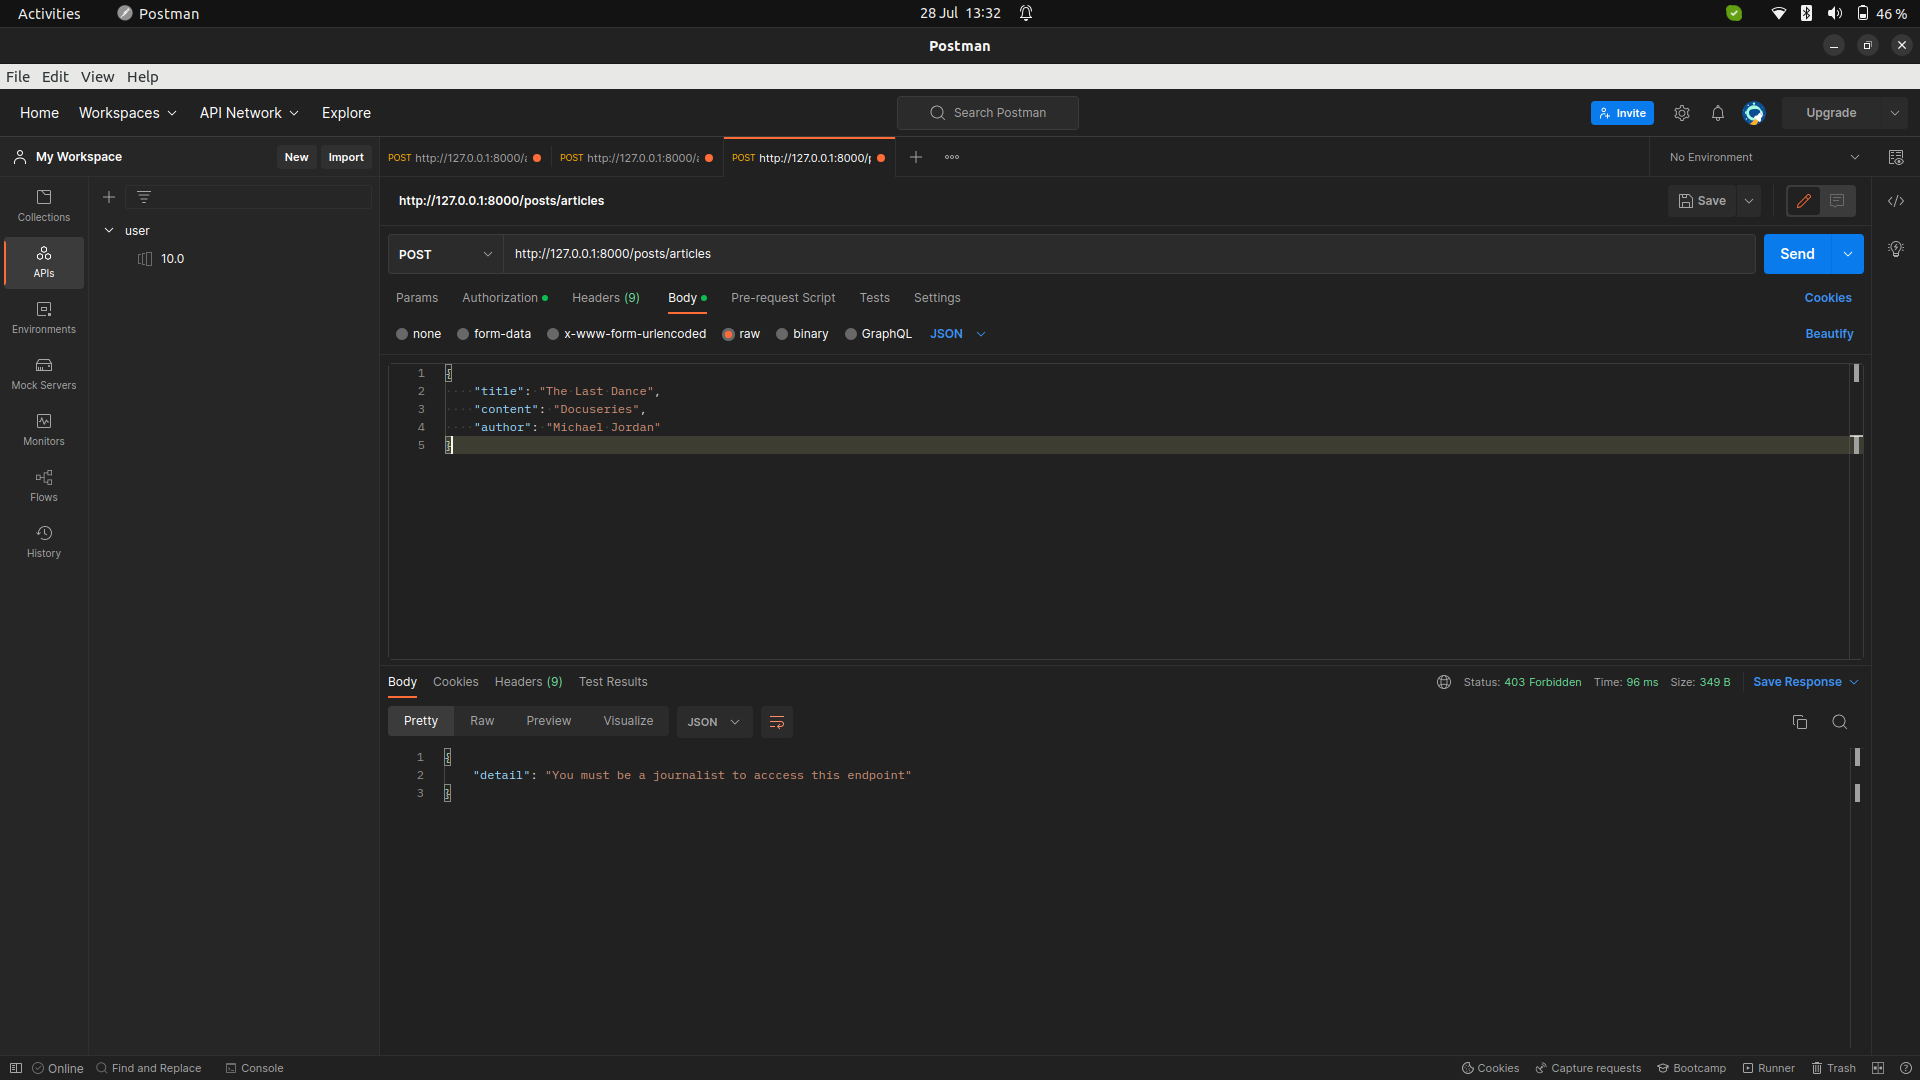 Activities Postman 28 Jul 13:32 46 %
Postman
File Edit View Help
Home Workspaces API Network Explore Search Postman Invite Upgrade
My Workspace New Import POST http://127.0.0.1:8000/ POST http://127.0.0.1:8000/ POST http://127.0.0.1:8000/p No Environment
http://127.0.0.1:8000/posts/articles Save
Collections
user
POST http://127.0.0.1:8000/posts/articles Send
10.0
APIs
Params Authorization Headers (9) Body Pre-request Script Tests Settings Cookies
Environments
none form-data x-www-form-urlencoded raw binary GraphQL JSON Beautify
Mock Servers
Monitors
Flows
History
1 {
2 ····"title":·"The·Last·Dance",
3 ····"content":·"Docuseries",
4 ····"author":·"Michael·Jordan"
5 }
Body Cookies Headers (9) Test Results Status: 403 Forbidden Time: 96 ms Size: 349 B Save Response
Pretty Raw Preview Visualize JSON
1 {
2 "detail": "You must be a journalist to acccess this endpoint"
3 }
Online Find and Replace Console Cookies Capture requests Bootcamp Runner Trash